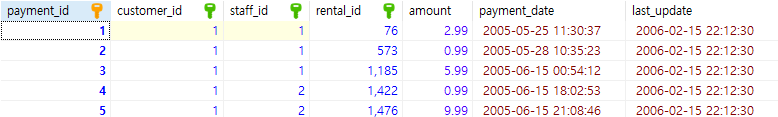 payment_id customer_id staff_id rental_id amount payment_date last_update
1 1 1 76 2.99 2005-05-25 11:30:37 2006-02-15 22:12:30
2 1 1 573 0.99 2005-05-28 10:35:23 2006-02-15 22:12:30
3 1 1 1,185 5.99 2005-06-15 00:54:12 2006-02-15 22:12:30
4 1 2 1,422 0.99 2005-06-15 18:02:53 2006-02-15 22:12:30
5 1 2 1,476 9.99 2005-06-15 21:08:46 2006-02-15 22:12:30